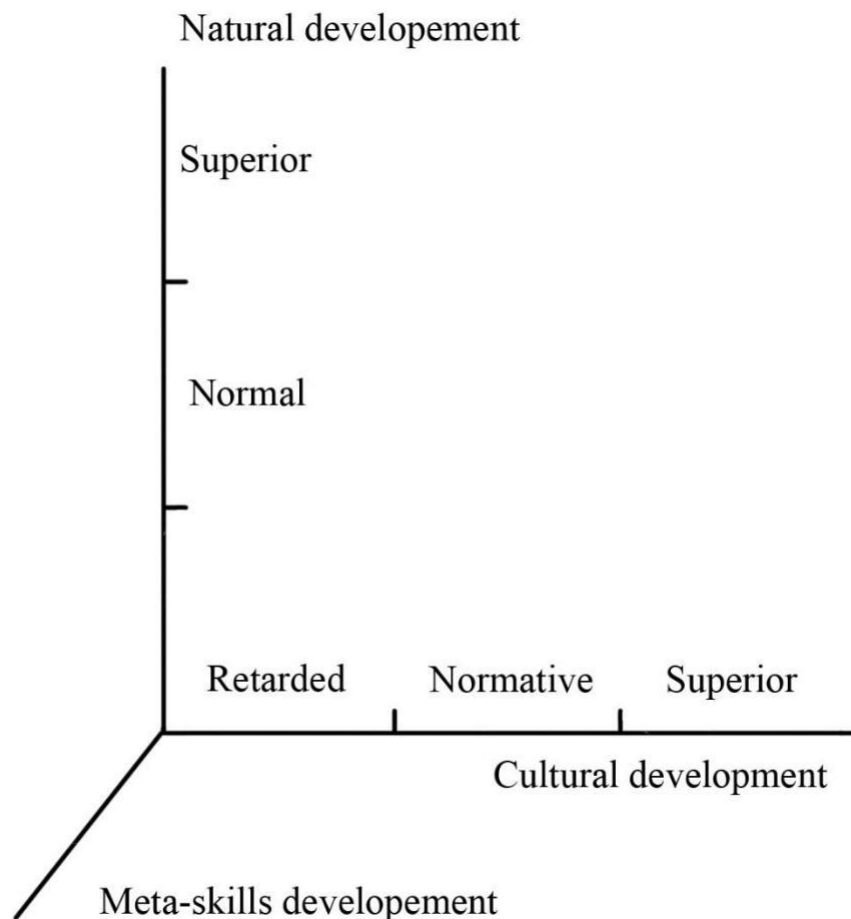 Natural developement
Superior
Normal
Retarded Normative Superior
Cultural development
Meta-skills developement